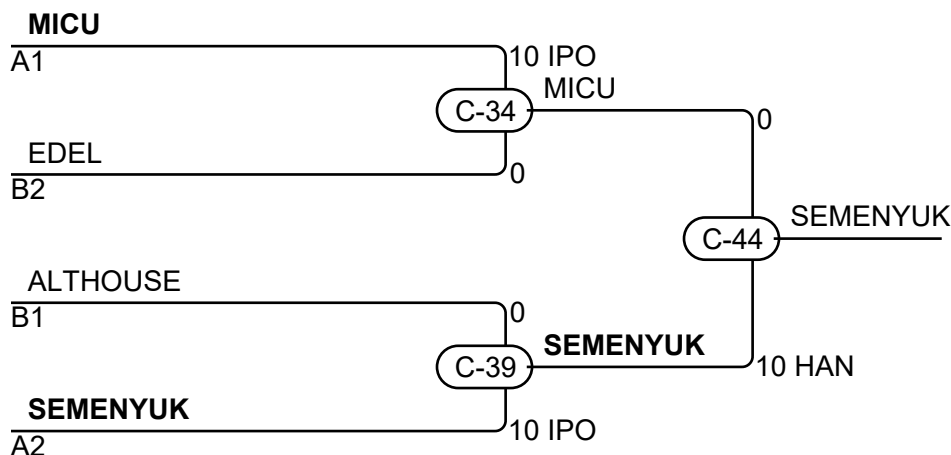 MICU
A1
10 IPO
C-34
MICU
0
EDEL
B2
0
C-44
SEMENYUK
ALTHOUSE
B1
0
C-39
SEMENYUK
10 HAN
SEMENYUK
A2
10 IPO